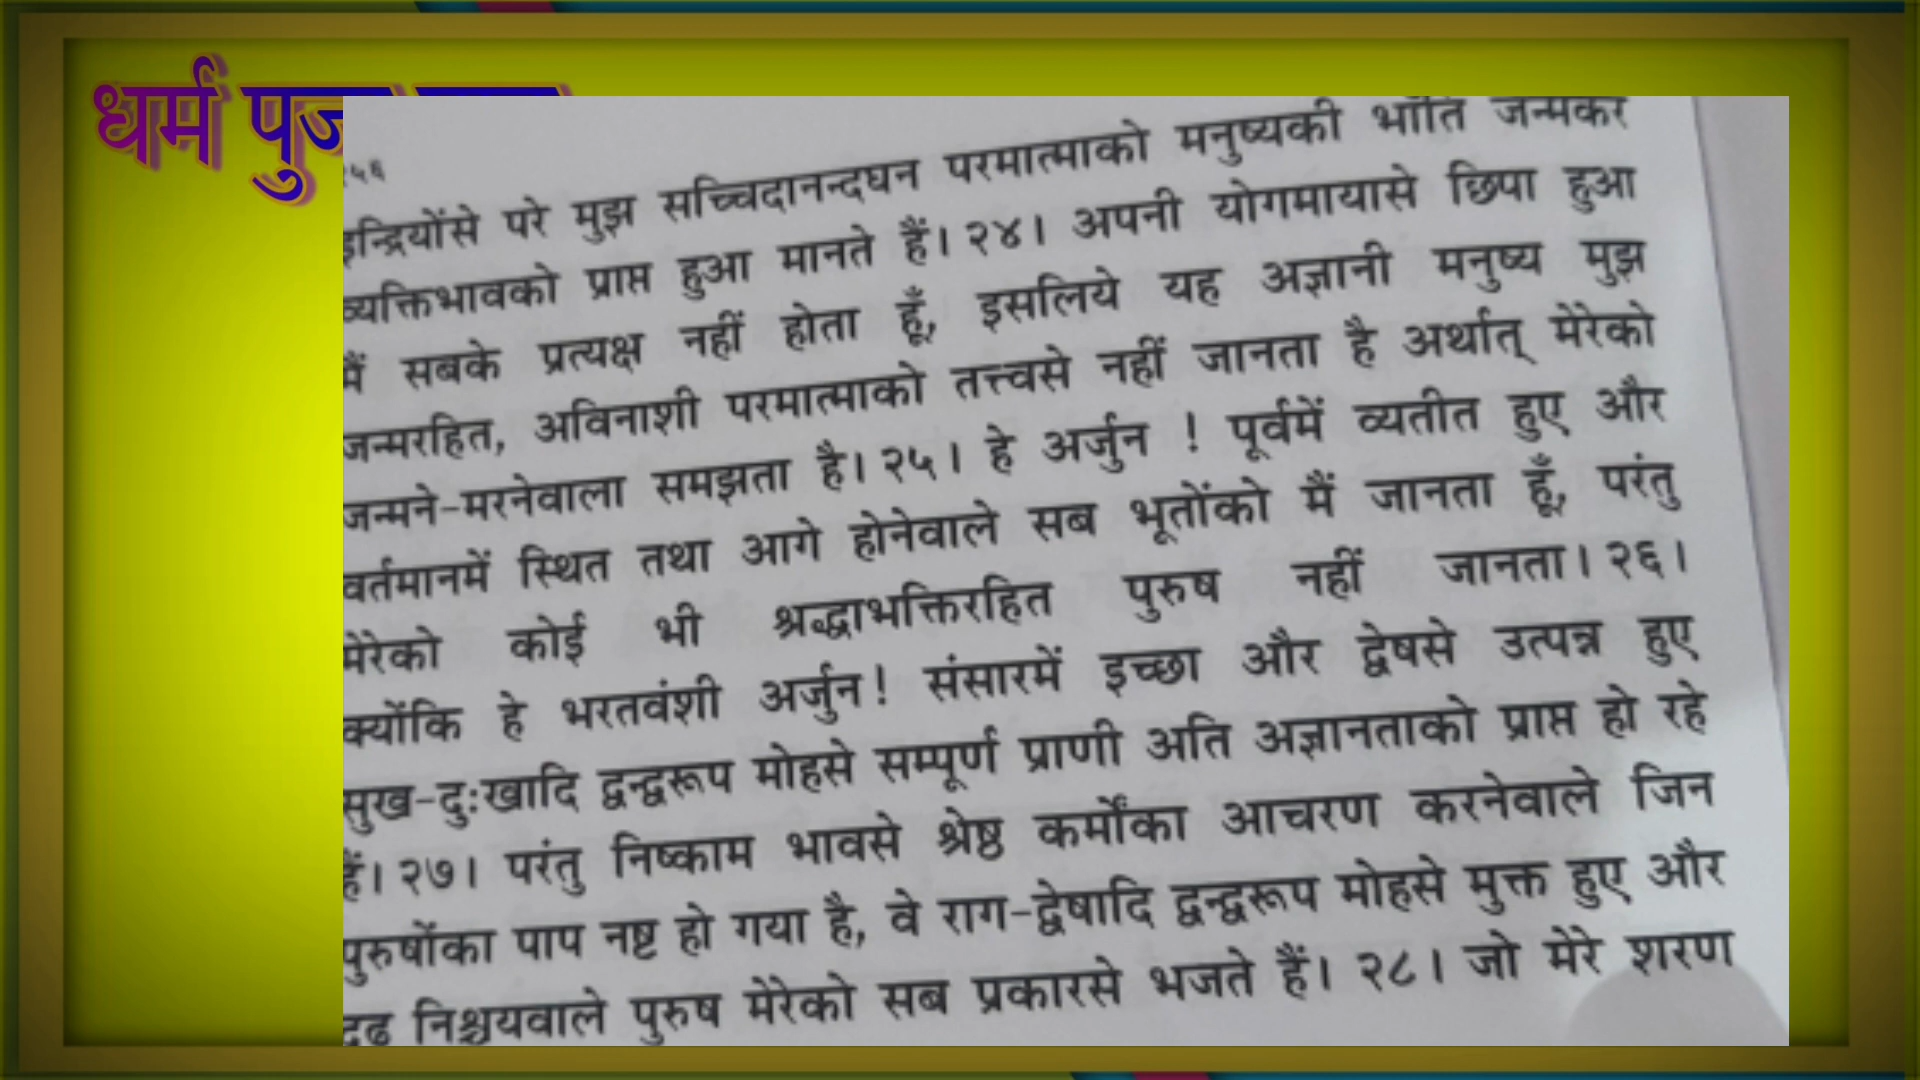 धर्म
५६
इन्द्रियोंसे परे मुझ सच्चिदानन्दघन परमात्माको मनुष्यकी भाँति जन्मकर
व्यक्तिभावको प्राप्त हुआ मानते हैं। २४। अपनी योगमायासे छिपा हुआ
मैं सबके प्रत्यक्ष नहीं होता हूँ, इसलिये यह अज्ञानी मनुष्य मुझ
जन्मरहित, अविनाशी परमात्माको तत्त्वसे नहीं जानता है अर्थात् मेरेको
जन्मने-मरनेवाला समझता है। २५। हे अर्जुन ! पूर्वमें व्यतीत हुए और
वर्तमानमें स्थित तथा आगे होनेवाले सब भूतोंको मैं जानता हूँ, परंतु
मेरेको कोई भी श्रद्धाभक्तिरहित पुरुष नहीं जानता। २६।
क्योंकि हे भरतवंशी अर्जुन! संसारमें इच्छा और द्वेषसे उत्पन्न हुए
सुख-दुःखादि द्वन्द्वरूप मोहसे सम्पूर्ण प्राणी अति अज्ञानताको प्राप्त हो रहे
हैं। २७। परंतु निष्काम भावसे श्रेष्ठ कर्मोंका आचरण करनेवाले जिन
पुरुषोंका पाप नष्ट हो गया है, वे राग-द्वेषादि द्वन्द्वरूप मोहसे मुक्त हुए और
दृढ़ निश्चयवाले पुरुष मेरेको सब प्रकारसे भजते हैं। २८। जो मेरे शरण